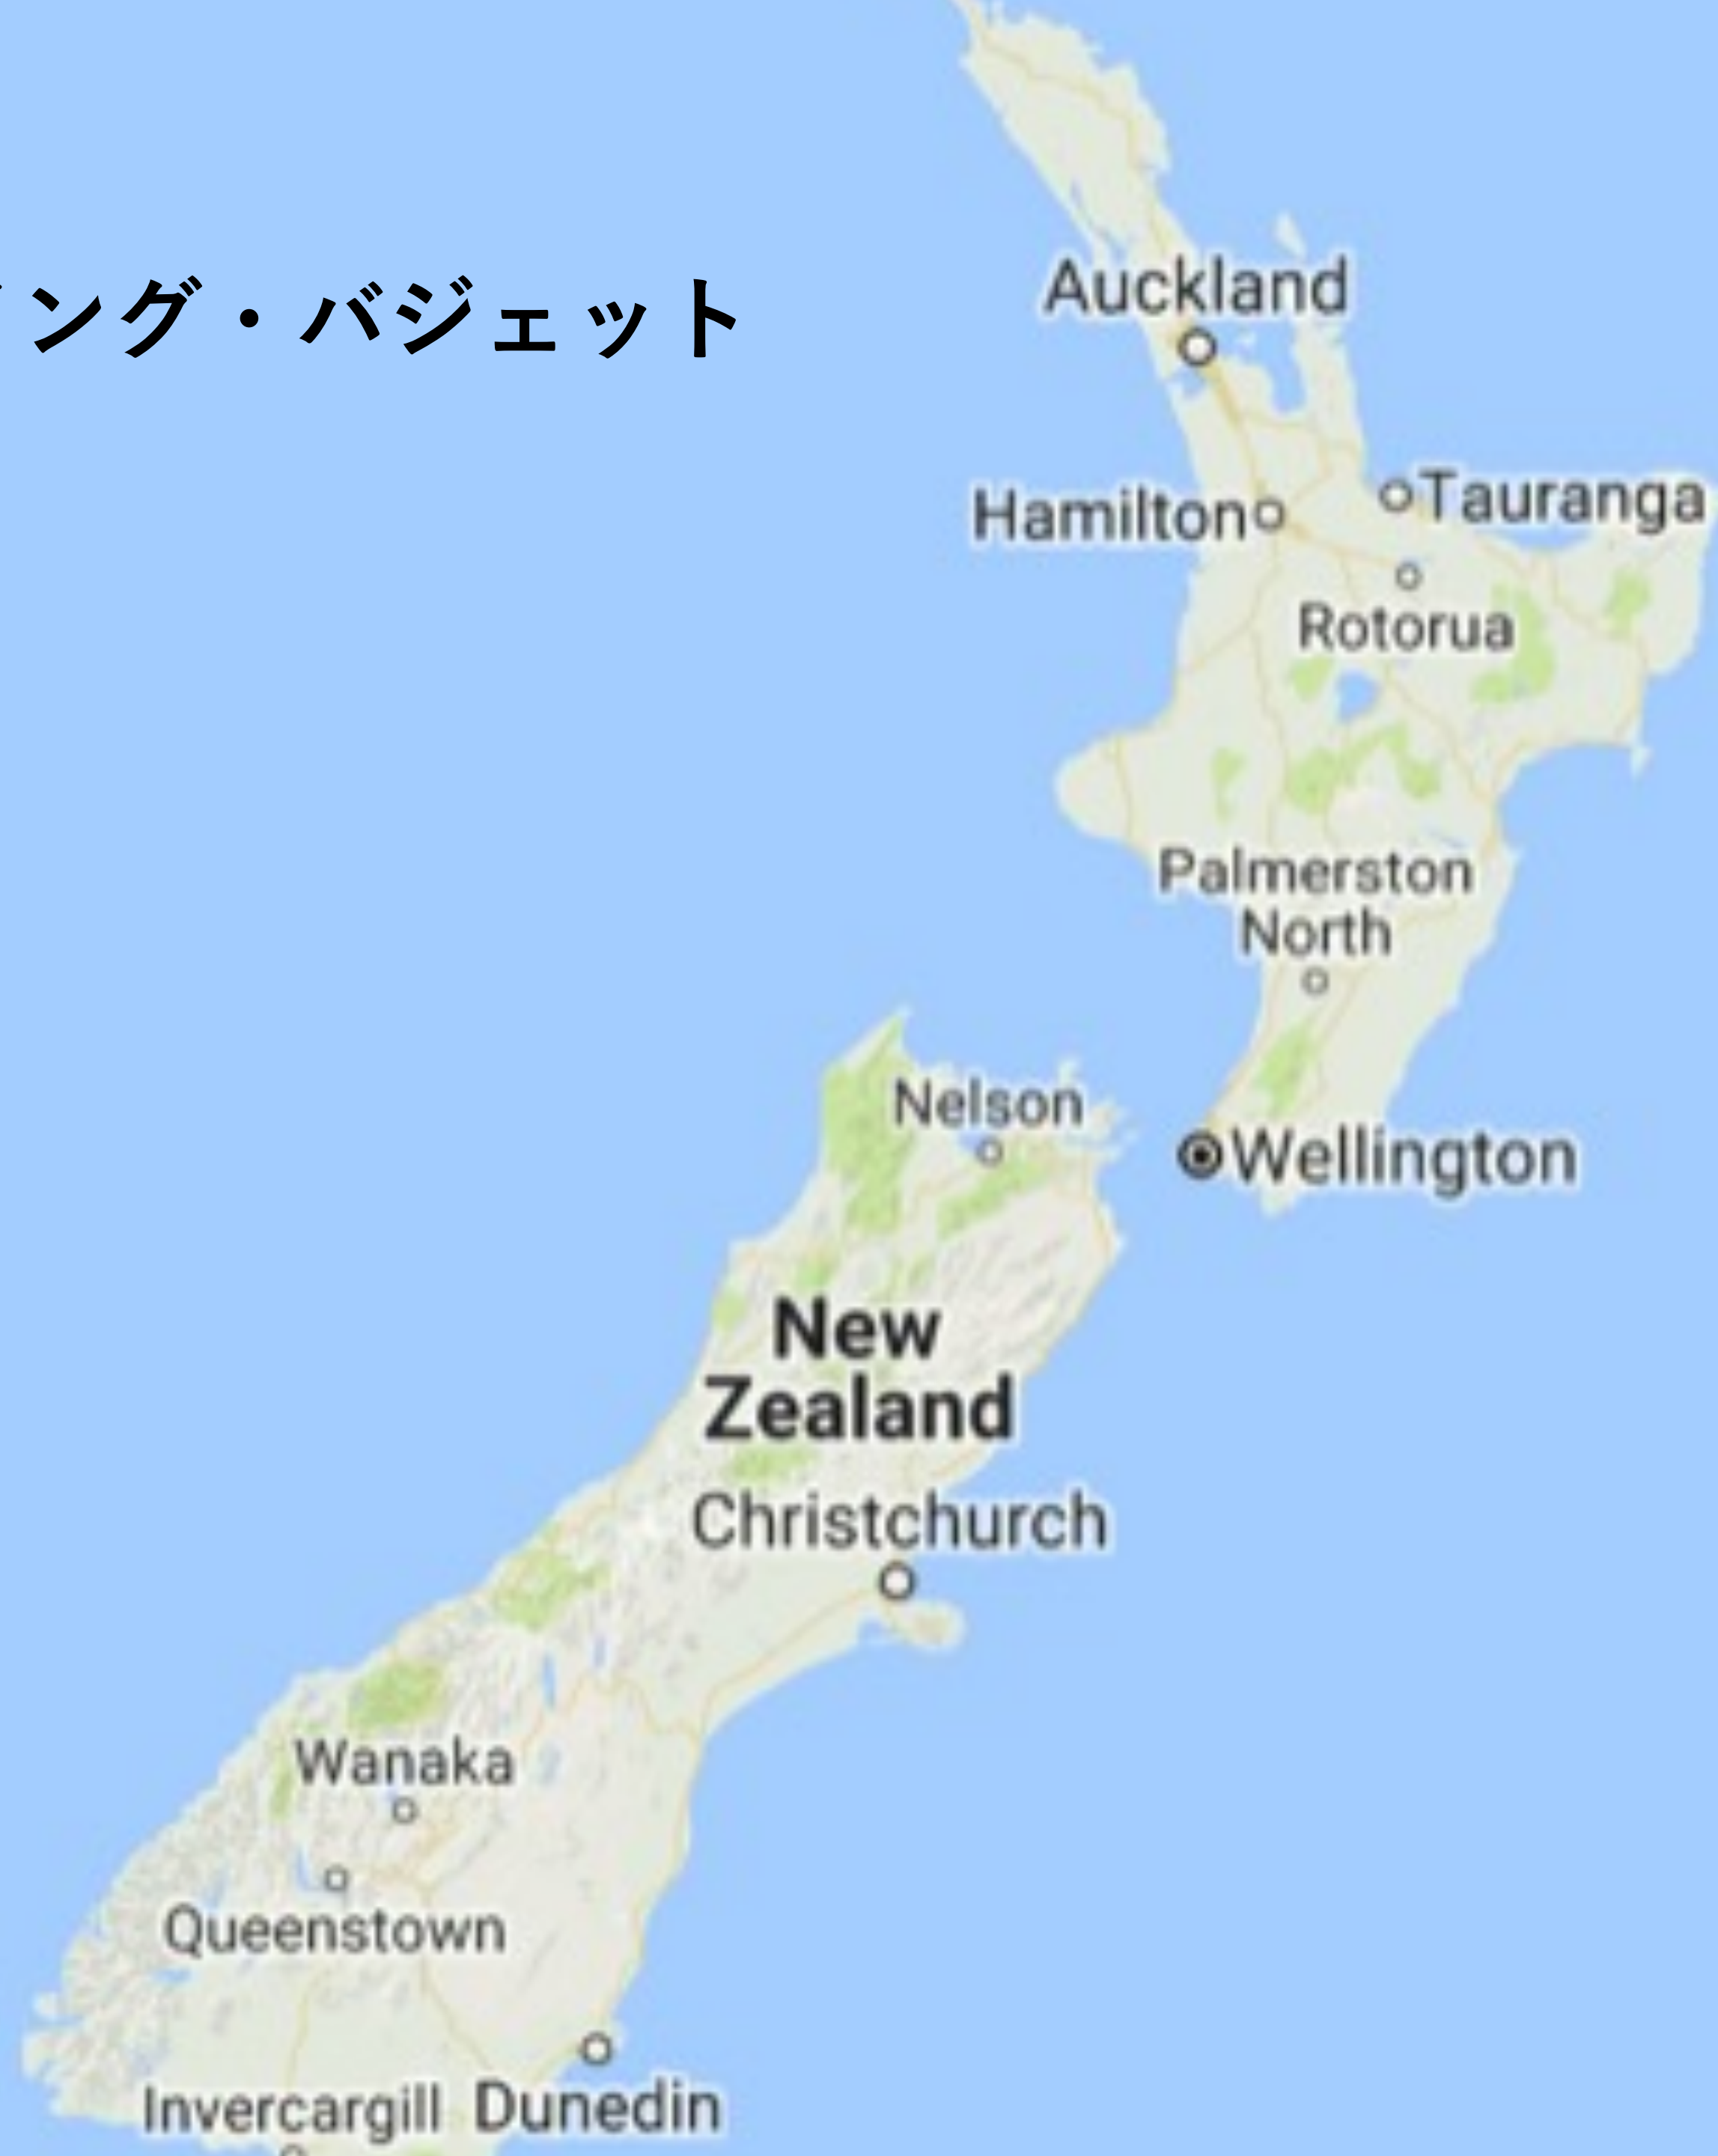 ング・バジェット
Auckland
Hamilton
Tauranga
Rotorua
Palmerston
North
Nelson
Wellington
New
Zealand
Christchurch
Wanaka
Queenstown
Invercargill
Dunedin